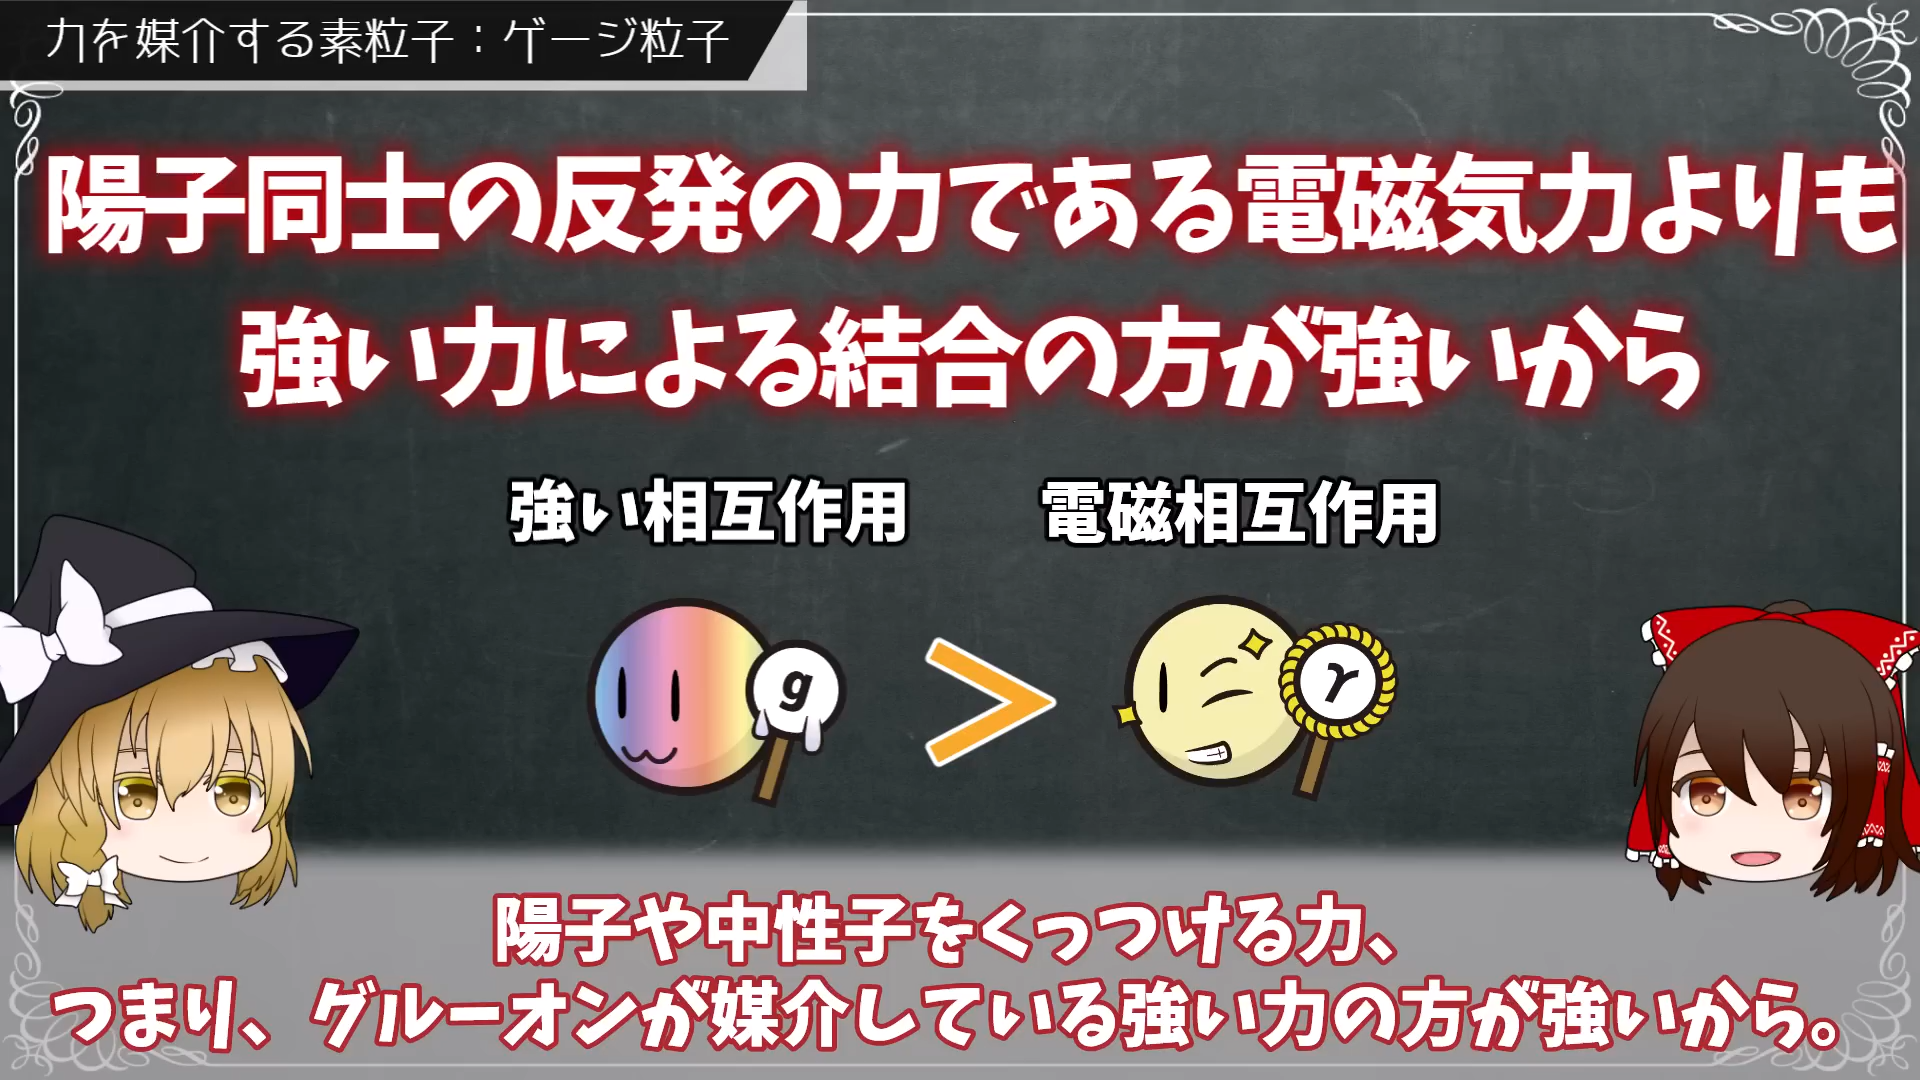 力を媒介する素粒子：ゲージ粒子
陽子同士の反発の力である電磁気力よりも
強い力による結合の方が強いから
強い相互作用
電磁相互作用
g
>
γ
陽子や中性子をくっつける力、
つまり、グルーオンが媒介している強い力の方が強いから。